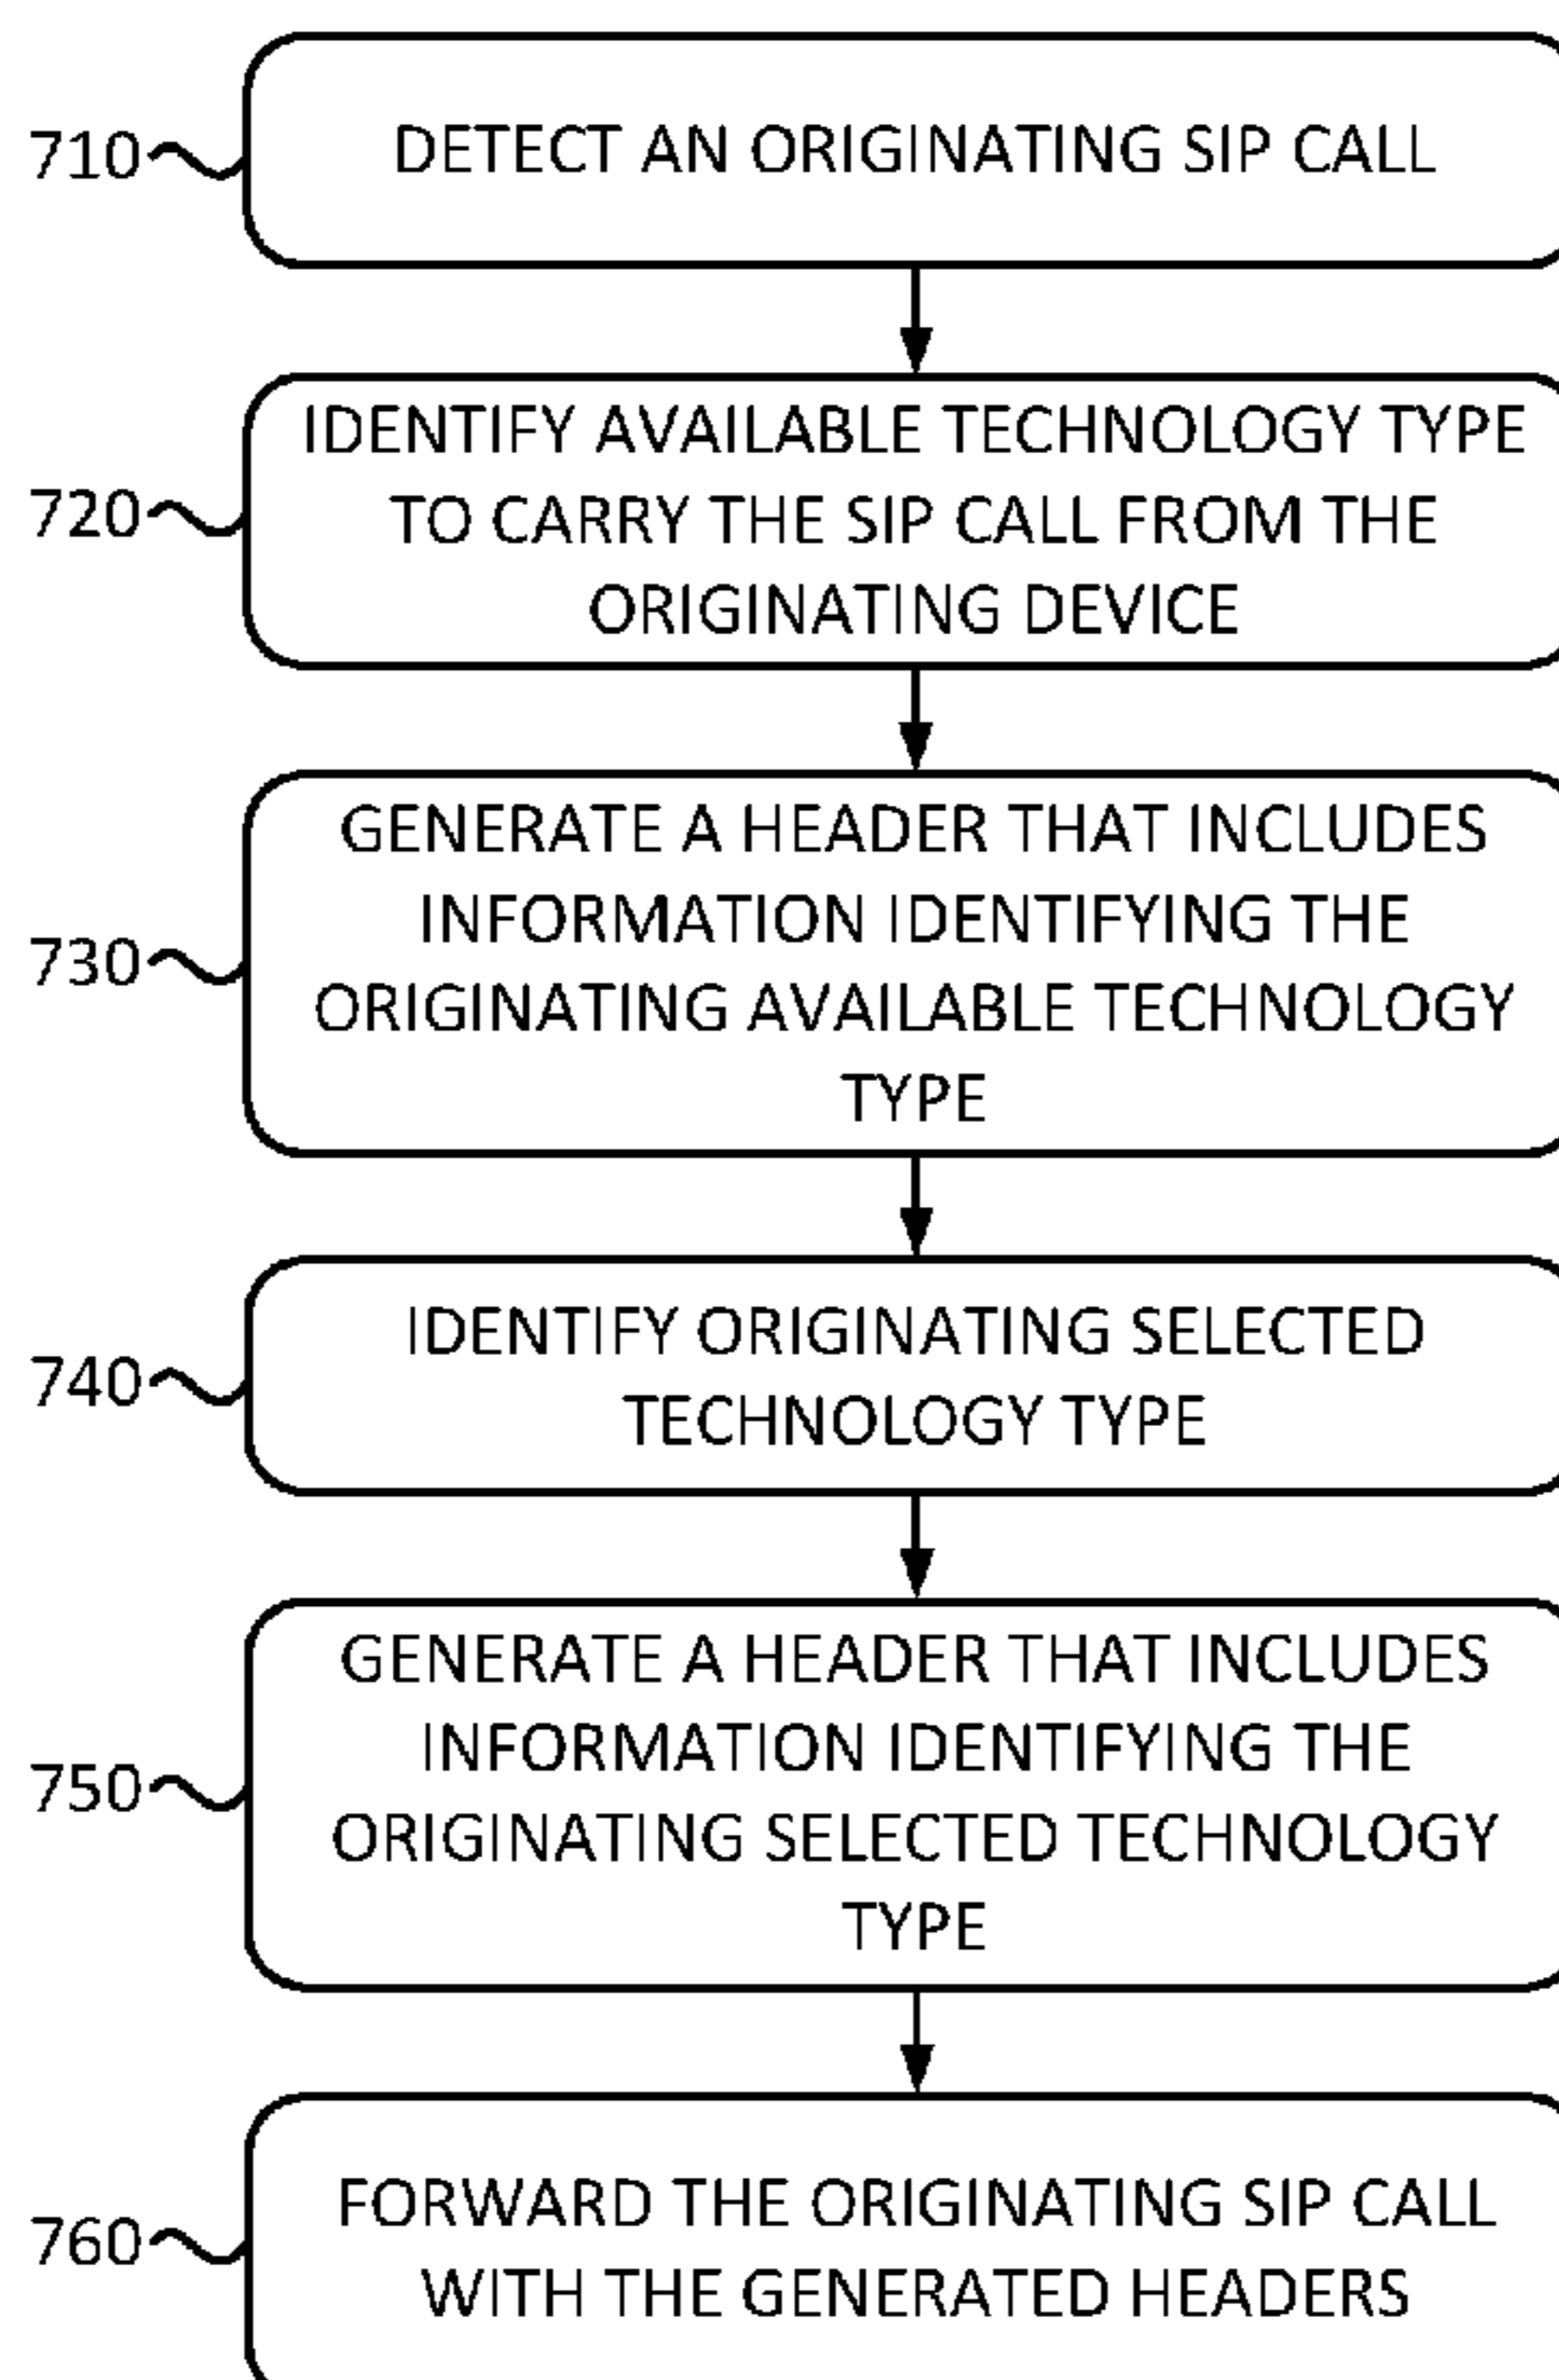 710
DETECT AN ORIGINATING SIP CALL
720
IDENTIFY AVAILABLE TECHNOLOGY TYPE
TO CARRY THE SIP CALL FROM THE
ORIGINATING DEVICE
730
GENERATE A HEADER THAT INCLUDES
INFORMATION IDENTIFYING THE
ORIGINATING AVAILABLE TECHNOLOGY
TYPE
740
IDENTIFY ORIGINATING SELECTED
TECHNOLOGY TYPE
750
GENERATE A HEADER THAT INCLUDES
INFORMATION IDENTIFYING THE
ORIGINATING SELECTED TECHNOLOGY
TYPE
760
FORWARD THE ORIGINATING SIP CALL
WITH THE GENERATED HEADERS